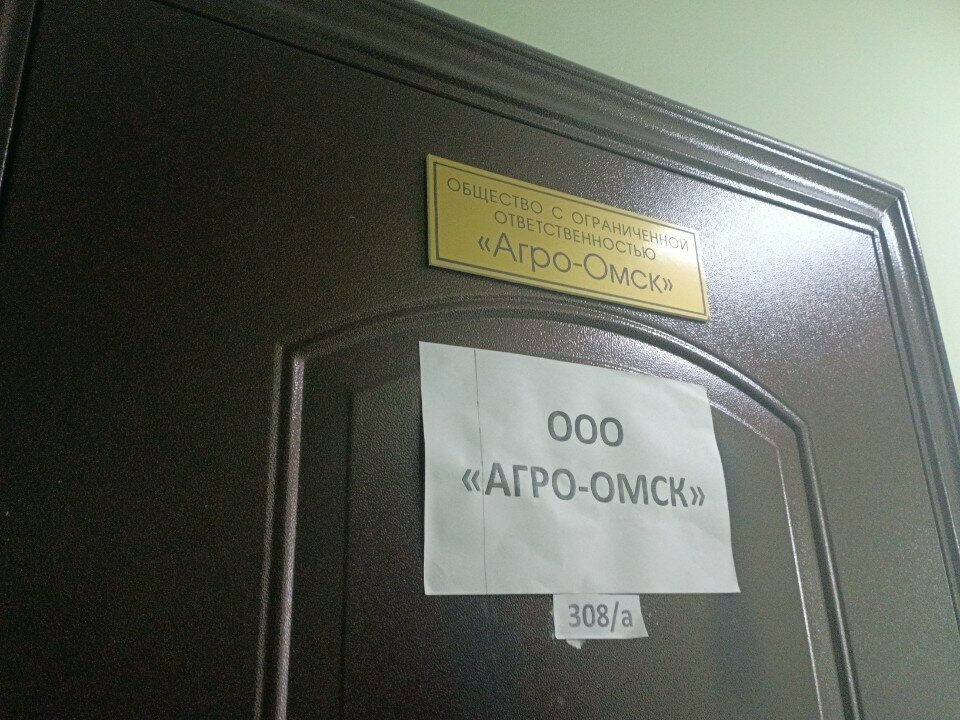 ОБЩЕСТВО С ОГРАНИЧЕННОЙ
ОТВЕТСТВЕННОСТЬЮ
«Агро-Омск»
ООО
«АГРО-ОМСК»
308/а